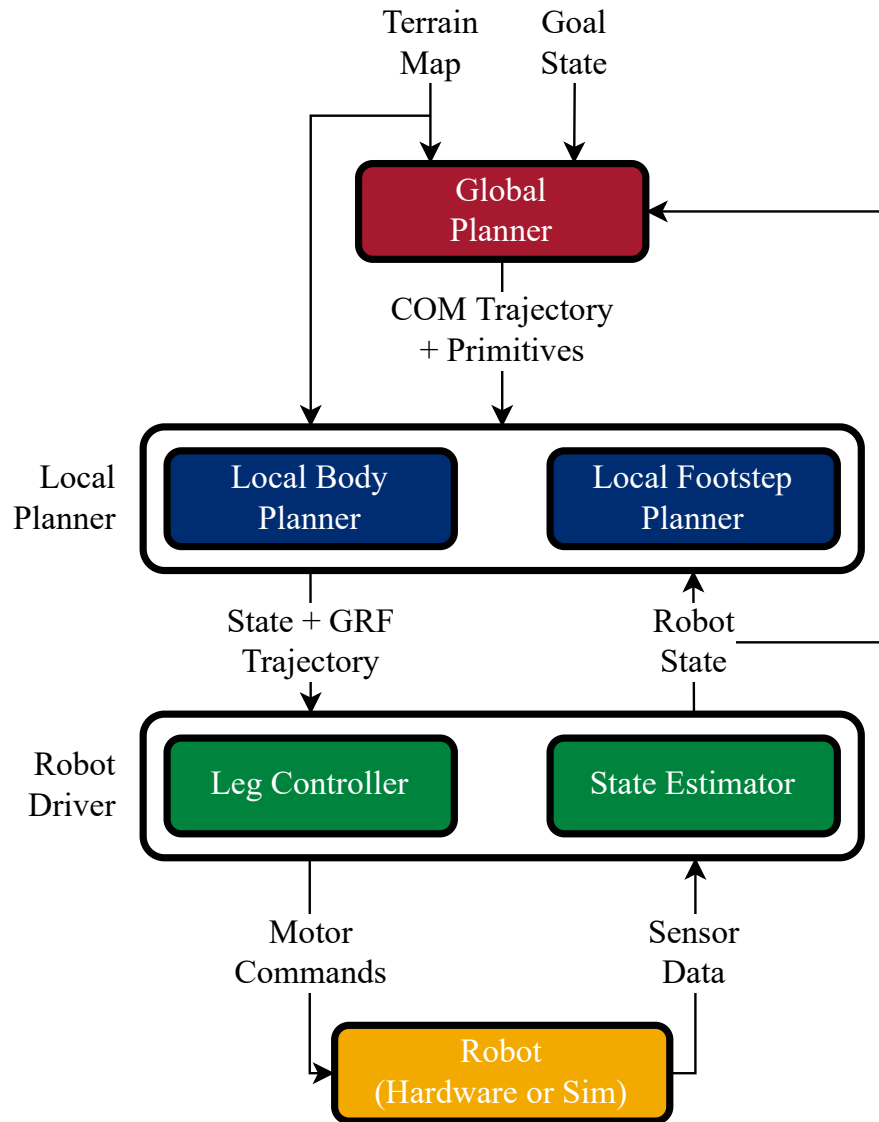 Terrain
Map
Goal
State
Global
Planner
COM Trajectory
+ Primitives
Local
Planner
Local Body
Planner
Local Footstep
Planner
State + GRF
Trajectory
Robot
State
Robot
Driver
Leg Controller
State Estimator
Motor
Commands
Sensor
Data
Robot
(Hardware or Sim)